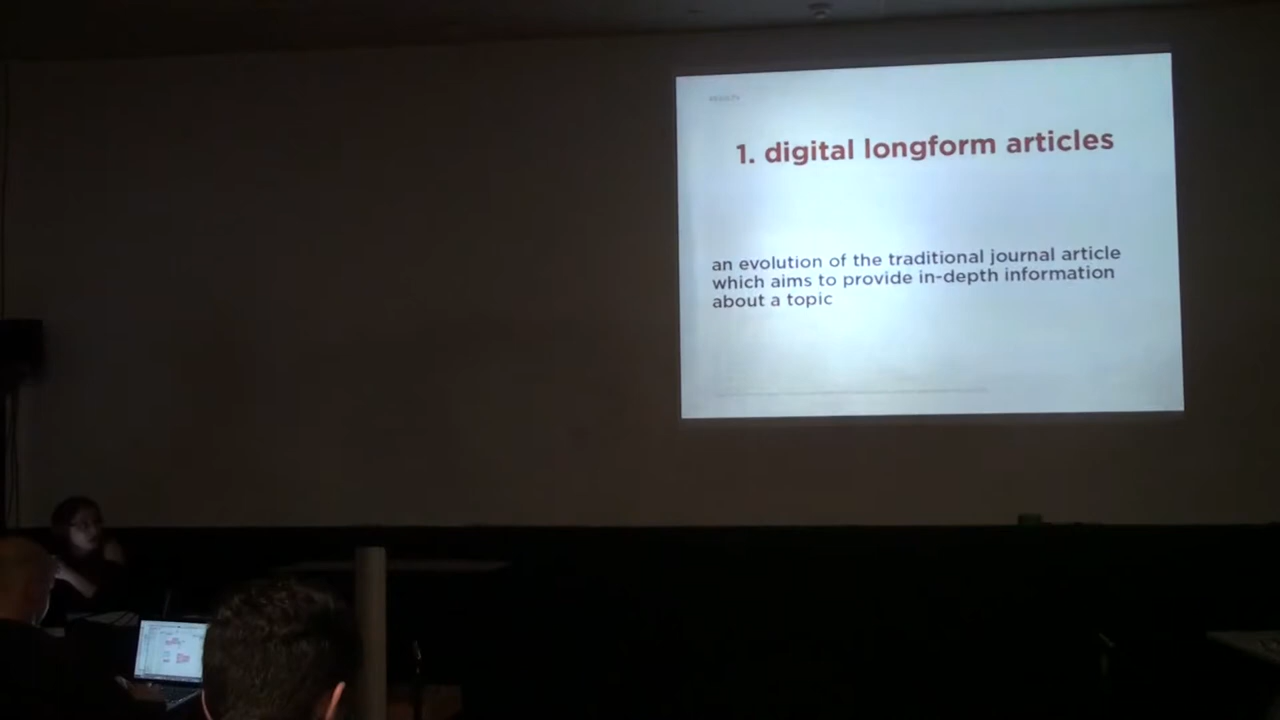 1. digital longform articles
an evolution of the traditional journal article
which aims to provide in-depth information
about a topic